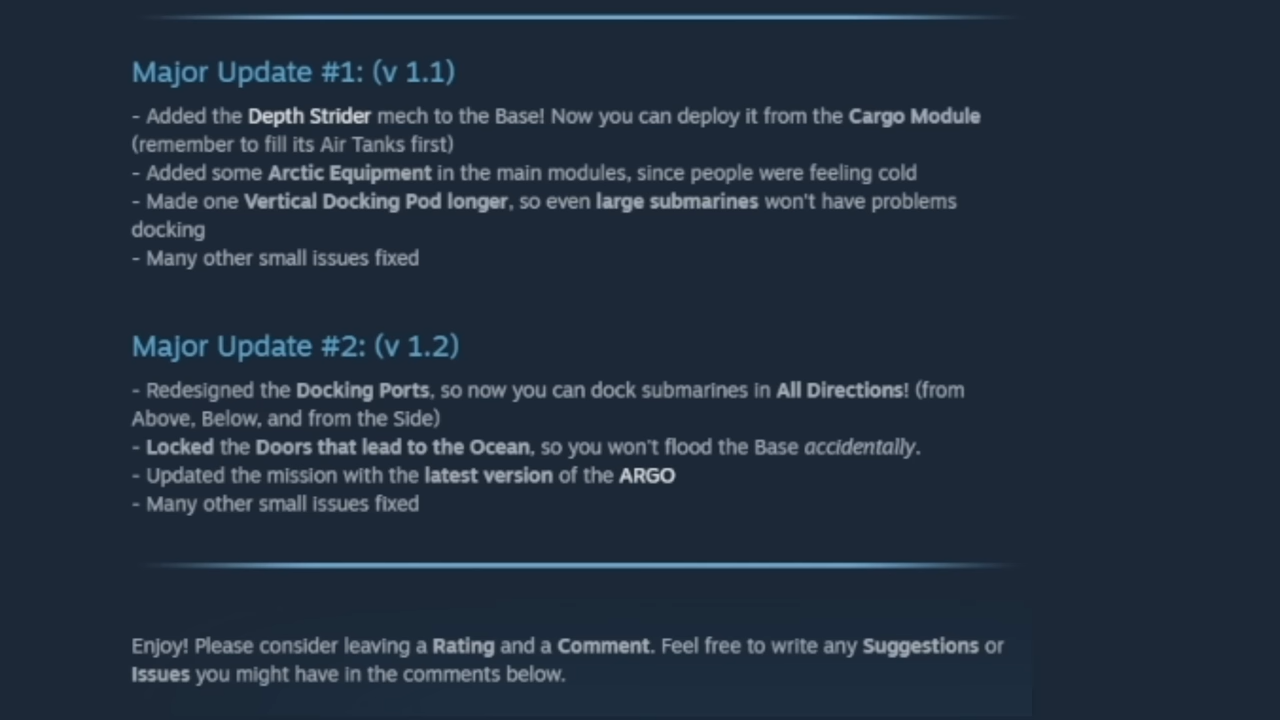 Major Update #1: (v 1.1)
- Added the Depth Strider mech to the Base! Now you can deploy it from the Cargo Module
(remember to fill its Air Tanks first)
- Added some Arctic Equipment in the main modules, since people were feeling cold
- Made one Vertical Docking Pod longer, so even large submarines won't have problems
docking
- Many other small issues fixed
Major Update #2: (v 1.2)
- Redesigned the Docking Ports, so now you can dock submarines in All Directions! (from
Above, Below, and from the Side)
- Locked the Doors that lead to the Ocean, so you won't flood the Base accidentally.
- Updated the mission with the latest version of the ARGO
- Many other small issues fixed
Enjoy! Please consider leaving a Rating and a Comment. Feel free to write any Suggestions or
Issues you might have in the comments below.